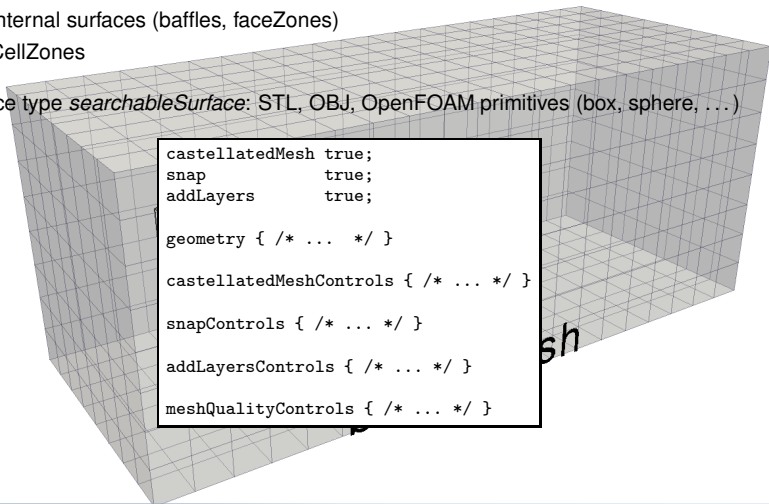 nternal surfaces (baffles, faceZones)
CellZones
ce type searchableSurface: STL, OBJ, OpenFOAM primitives (box, sphere, ...)
castellatedMesh true;
snap            true;
addLayers       true;
geometry { /* ...  */ }
castellatedMeshControls { /* ... */ }
snapControls { /* ... */ }
addLayersControls { /* ... */ }
meshQualityControls { /* ... */ }
sh